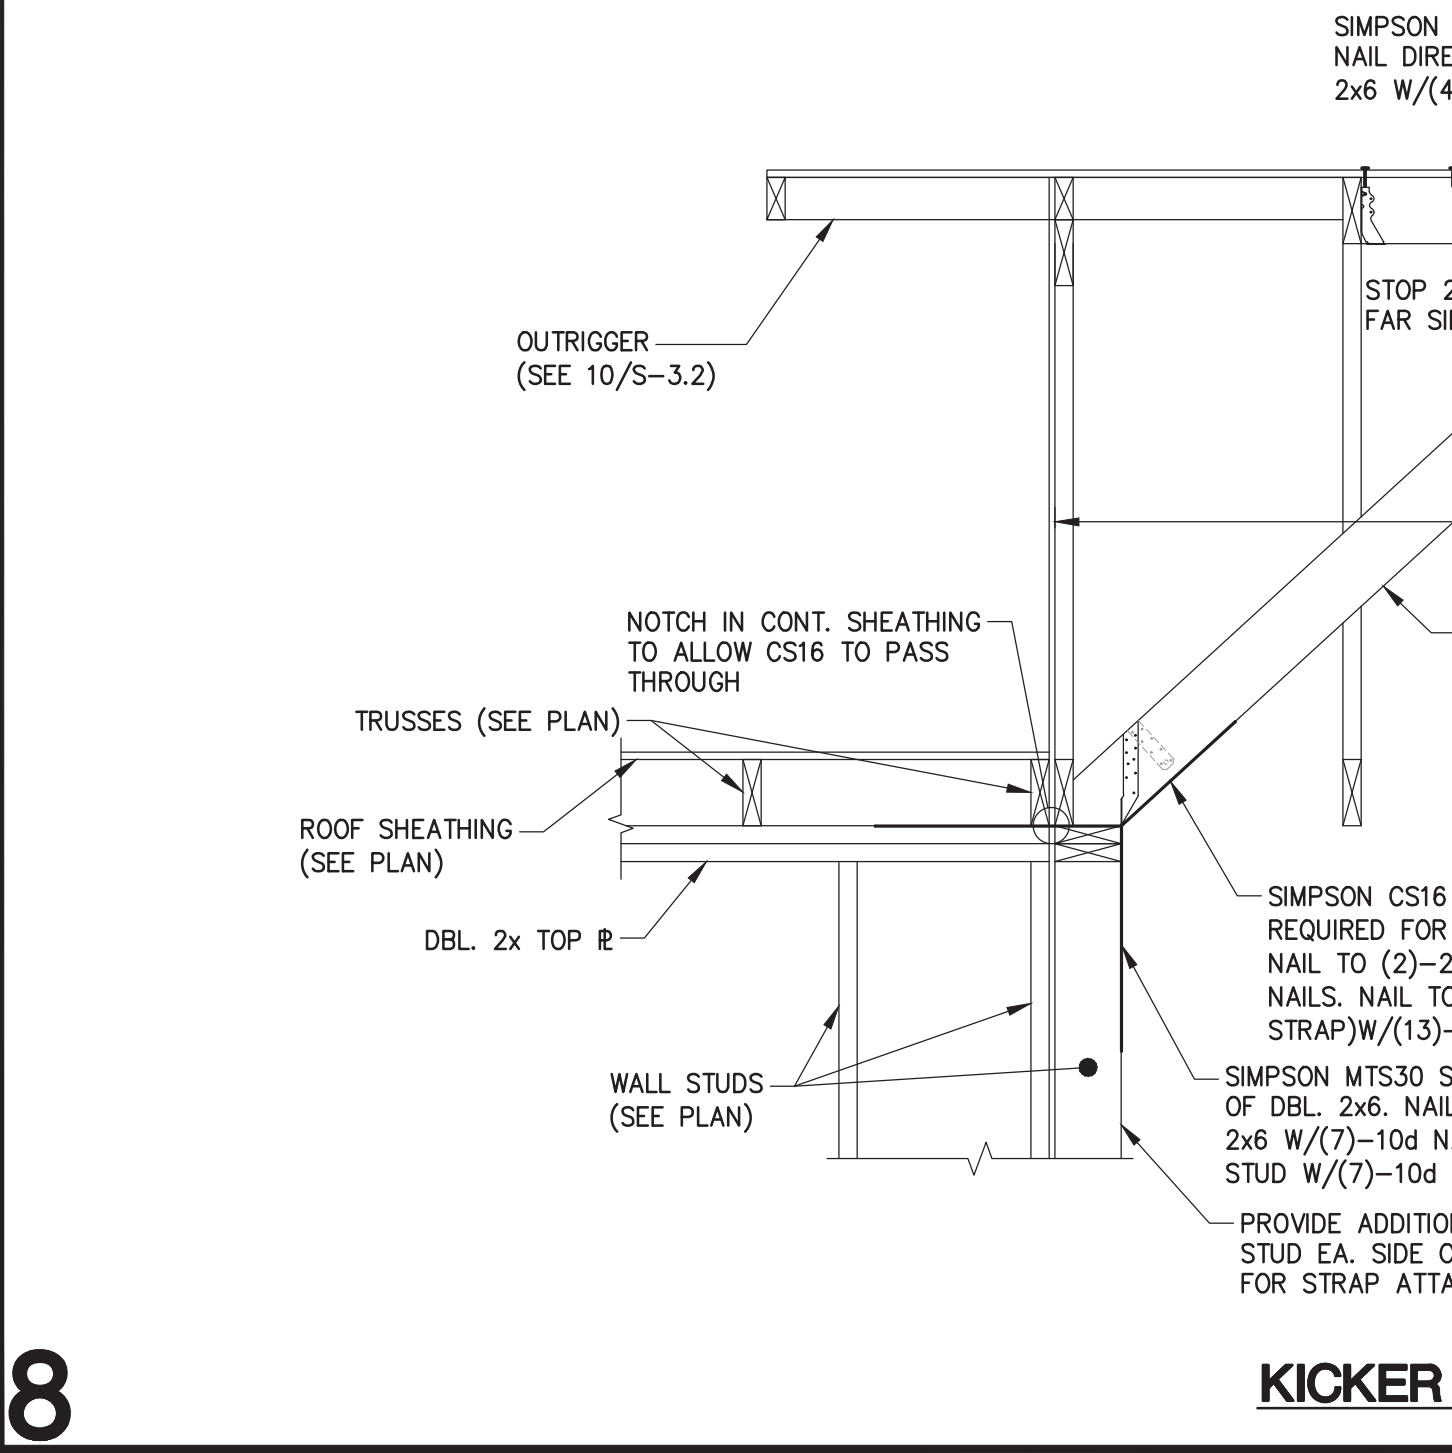 SIMPSON
NAIL DIRE
2x6 W/(4
OUTRIGGER
(SEE 10/S-3.2)
STOP 2
FAR SI
NOTCH IN CONT. SHEATHING
TO ALLOW CS16 TO PASS
THROUGH
TRUSSES (SEE PLAN)
ROOF SHEATHING
(SEE PLAN)
DBL. 2x TOP PL
SIMPSON CS16
REQUIRED FOR
NAIL TO (2)-2
NAILS. NAIL TO
STRAP)W/(13)-
WALL STUDS
(SEE PLAN)
SIMPSON MTS30 S
OF DBL. 2x6. NAIL
2x6 W/(7)-10d N
STUD W/(7)-10d
PROVIDE ADDITION
STUD EA. SIDE O
FOR STRAP ATTA
8
KICKER